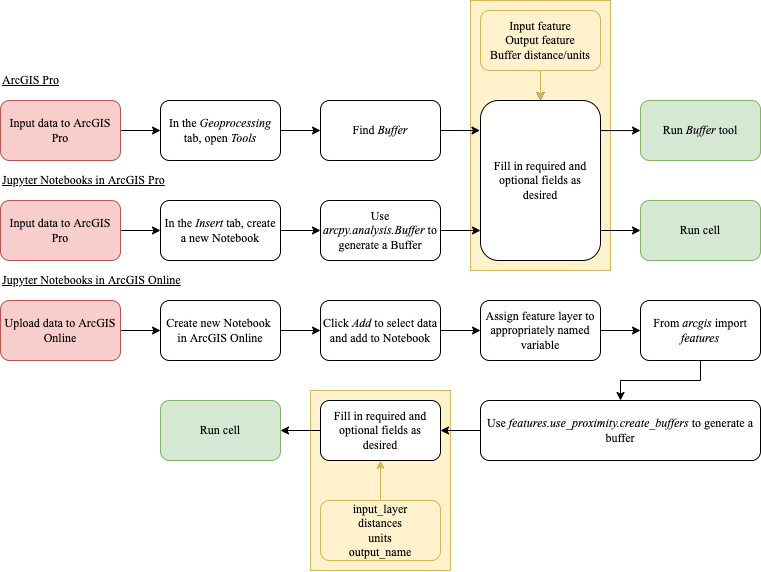 Input feature
Output feature
Buffer distance/units
ArcGIS Pro
Input data to ArcGIS
Pro
In the Geoprocessing
tab, open Tools
Find Buffer
Fill in required and
optional fields as
desired
Run Buffer tool
Jupyter Notebooks in ArcGIS Pro
Input data to ArcGIS
Pro
In the Insert tab, create
a new Notebook
Use
arcpy.analysis.Buffer to
generate a Buffer
Run cell
Jupyter Notebooks in ArcGIS Online
Upload data to ArcGIS
Online
Create new Notebook
in ArcGIS Online
Click Add to select data
and add to Notebook
Assign feature layer to
appropriately named
variable
From arcgis import
features
Use features.use_proximity.create_buffers to generate a
buffer
Fill in required and
optional fields as
desired
Run cell
input_layer
distances
units
output_name